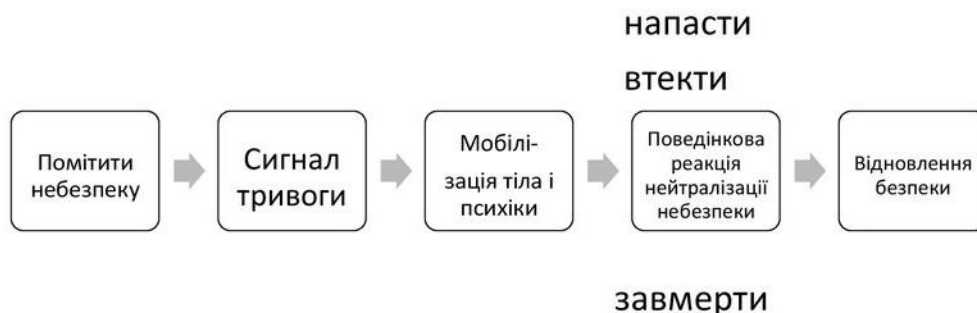 напасти
втекти
Помітити
небезпеку
Сигнал
тривоги
Мобілі-
зація тіла і
психіки
Поведінкова
реакція
нейтралізації
небезпеки
Відновлення
безпеки
завмерти